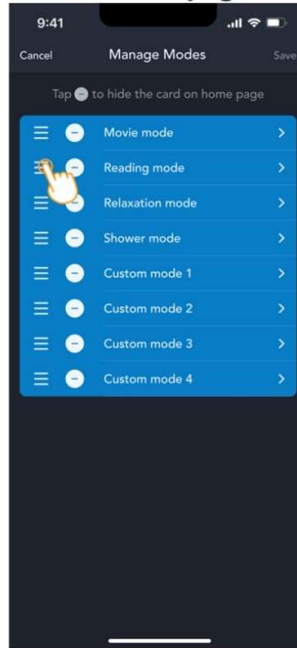 9:41
Cancel Manage Modes Save
Tap to hide the card on home page
Movie mode
Reading mode
Relaxation mode
Shower mode
Custom mode 1
Custom mode 2
Custom mode 3
Custom mode 4